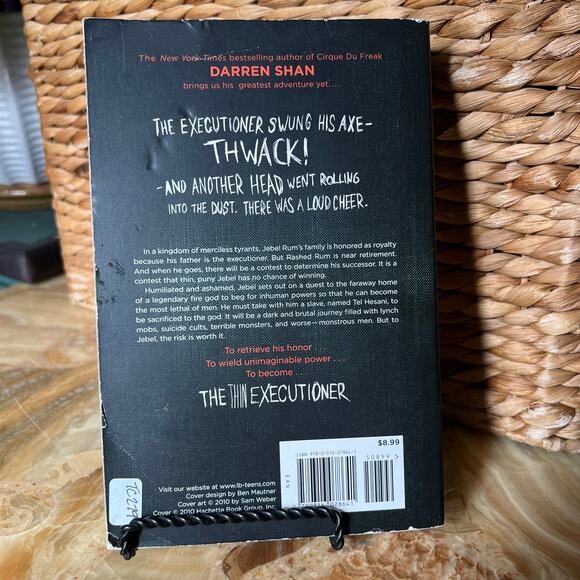 The New York Times bestselling author of Cirque Du Freak
DARREN SHAN
brings us his greatest adventure yet....
THE EXECUTIONER SWUNG HIS AXE-
THWACK!
-AND ANOTHER HEAD WENT ROLLING
INTO THE DUST. THERE WAS A LOUD CHEER.
In a kingdom of merciless tyrants, Jebel Rum's family is honored as royalty
because his father is the executioner. But Rashed Rum is near retirement.
And when he goes, there will be a contest to determine his successor. It is a
contest that thin, puny Jebel has no chance of winning.
Humiliated and ashamed, Jebel sets out on a quest to the faraway home
of a legendary fire god to beg for inhuman powers so that he can become
the most lethal of men. He must take with him a slave, named Tel Hesani, to
be sacrificed to the god. It will be a dark and brutal journey filled with lynch
mobs, suicide cults, terrible monsters, and worse—monstrous men. But to
Jebel, the risk is worth it.
To retrieve his honor...
To wield unimaginable power...
To become...
THE THIN EXECUTIONER
$8.99
ISBN 978-0-316-07864-1
50899>
EAN
078641
Visit our website at www.lb-teens.com
Cover design by Ben Mautner
Cover art © 2010 by Sam Weber
Cover © 2010 Hachette Book Group, Inc.